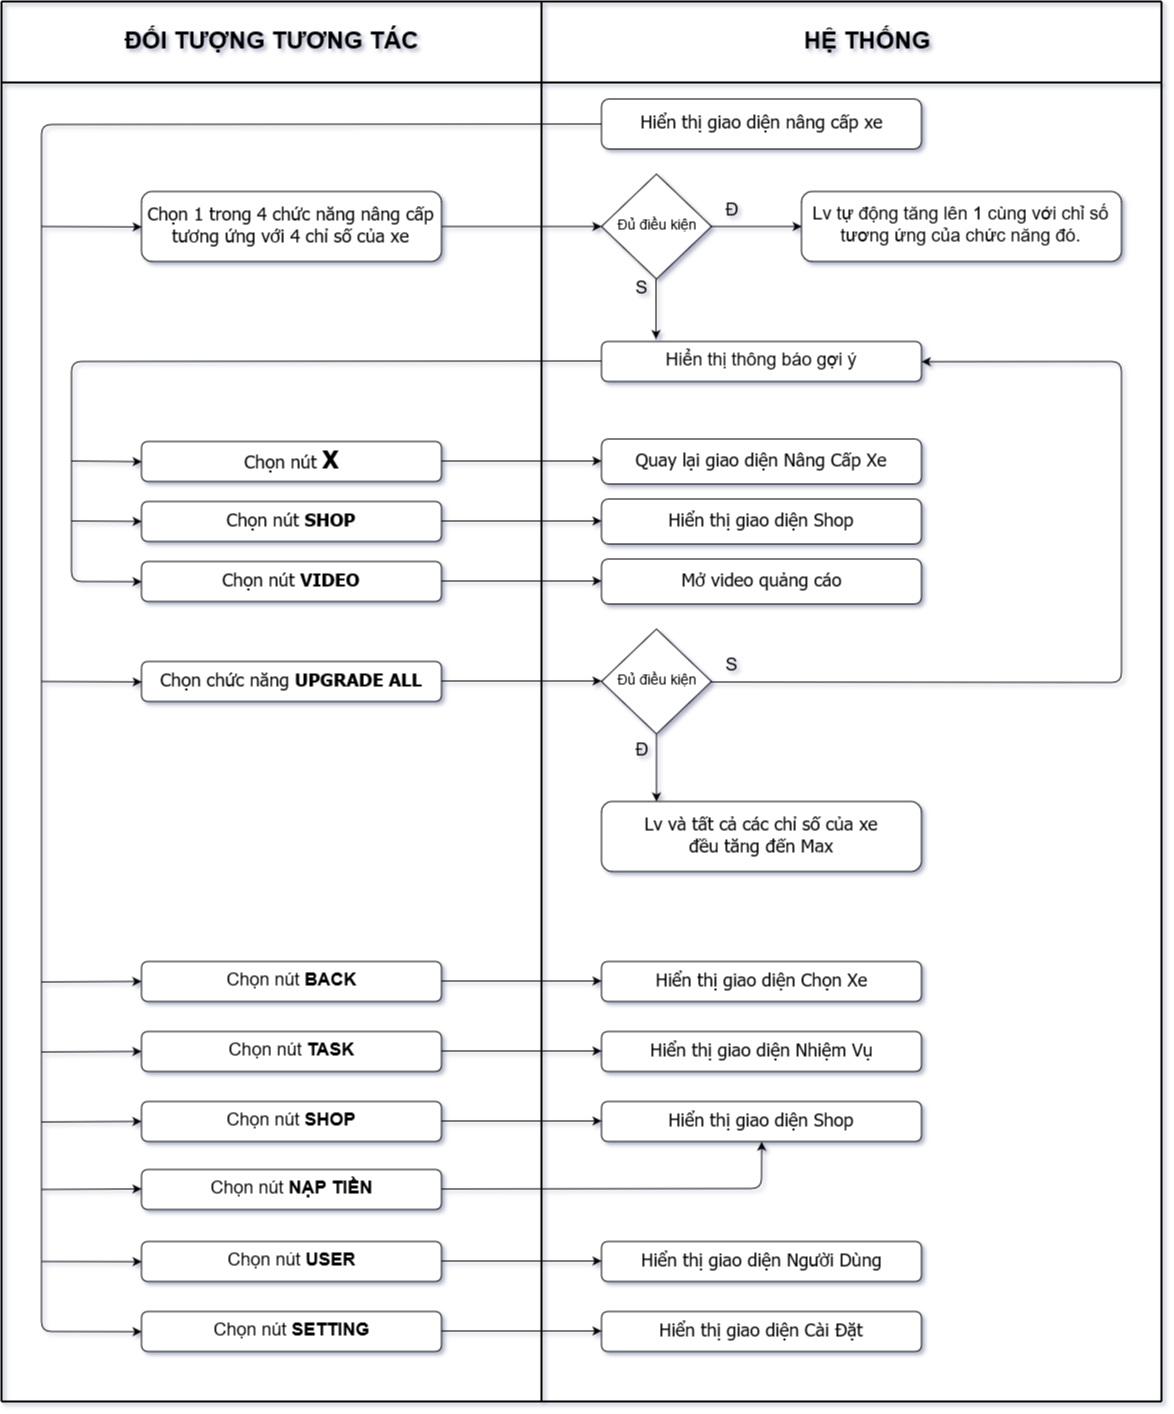 ĐỐI TƯỢNG TƯƠNG TÁC
HỆ THỐNG
Hiển thị giao diện nâng cấp xe
Chọn 1 trong 4 chức năng nâng cấp
tương ứng với 4 chỉ số của xe
Đủ điều kiện
Đ
Lv tự động tăng lên 1 cùng với chỉ số
tương ứng của chức năng đó.
S
Hiển thị thông báo gợi ý
Chọn nút X
Quay lại giao diện Nâng Cấp Xe
Chọn nút SHOP
Hiển thị giao diện Shop
Chọn nút VIDEO
Mở video quảng cáo
Chọn chức năng UPGRADE ALL
Đủ điều kiện
S
Đ
Lv và tất cả các chỉ số của xe
đều tăng đến Max
Chọn nút BACK
Hiển thị giao diện Chọn Xe
Chọn nút TASK
Hiển thị giao diện Nhiệm Vụ
Chọn nút SHOP
Hiển thị giao diện Shop
Chọn nút NẠP TIỀN
Chọn nút USER
Hiển thị giao diện Người Dùng
Chọn nút SETTING
Hiển thị giao diện Cài Đặt